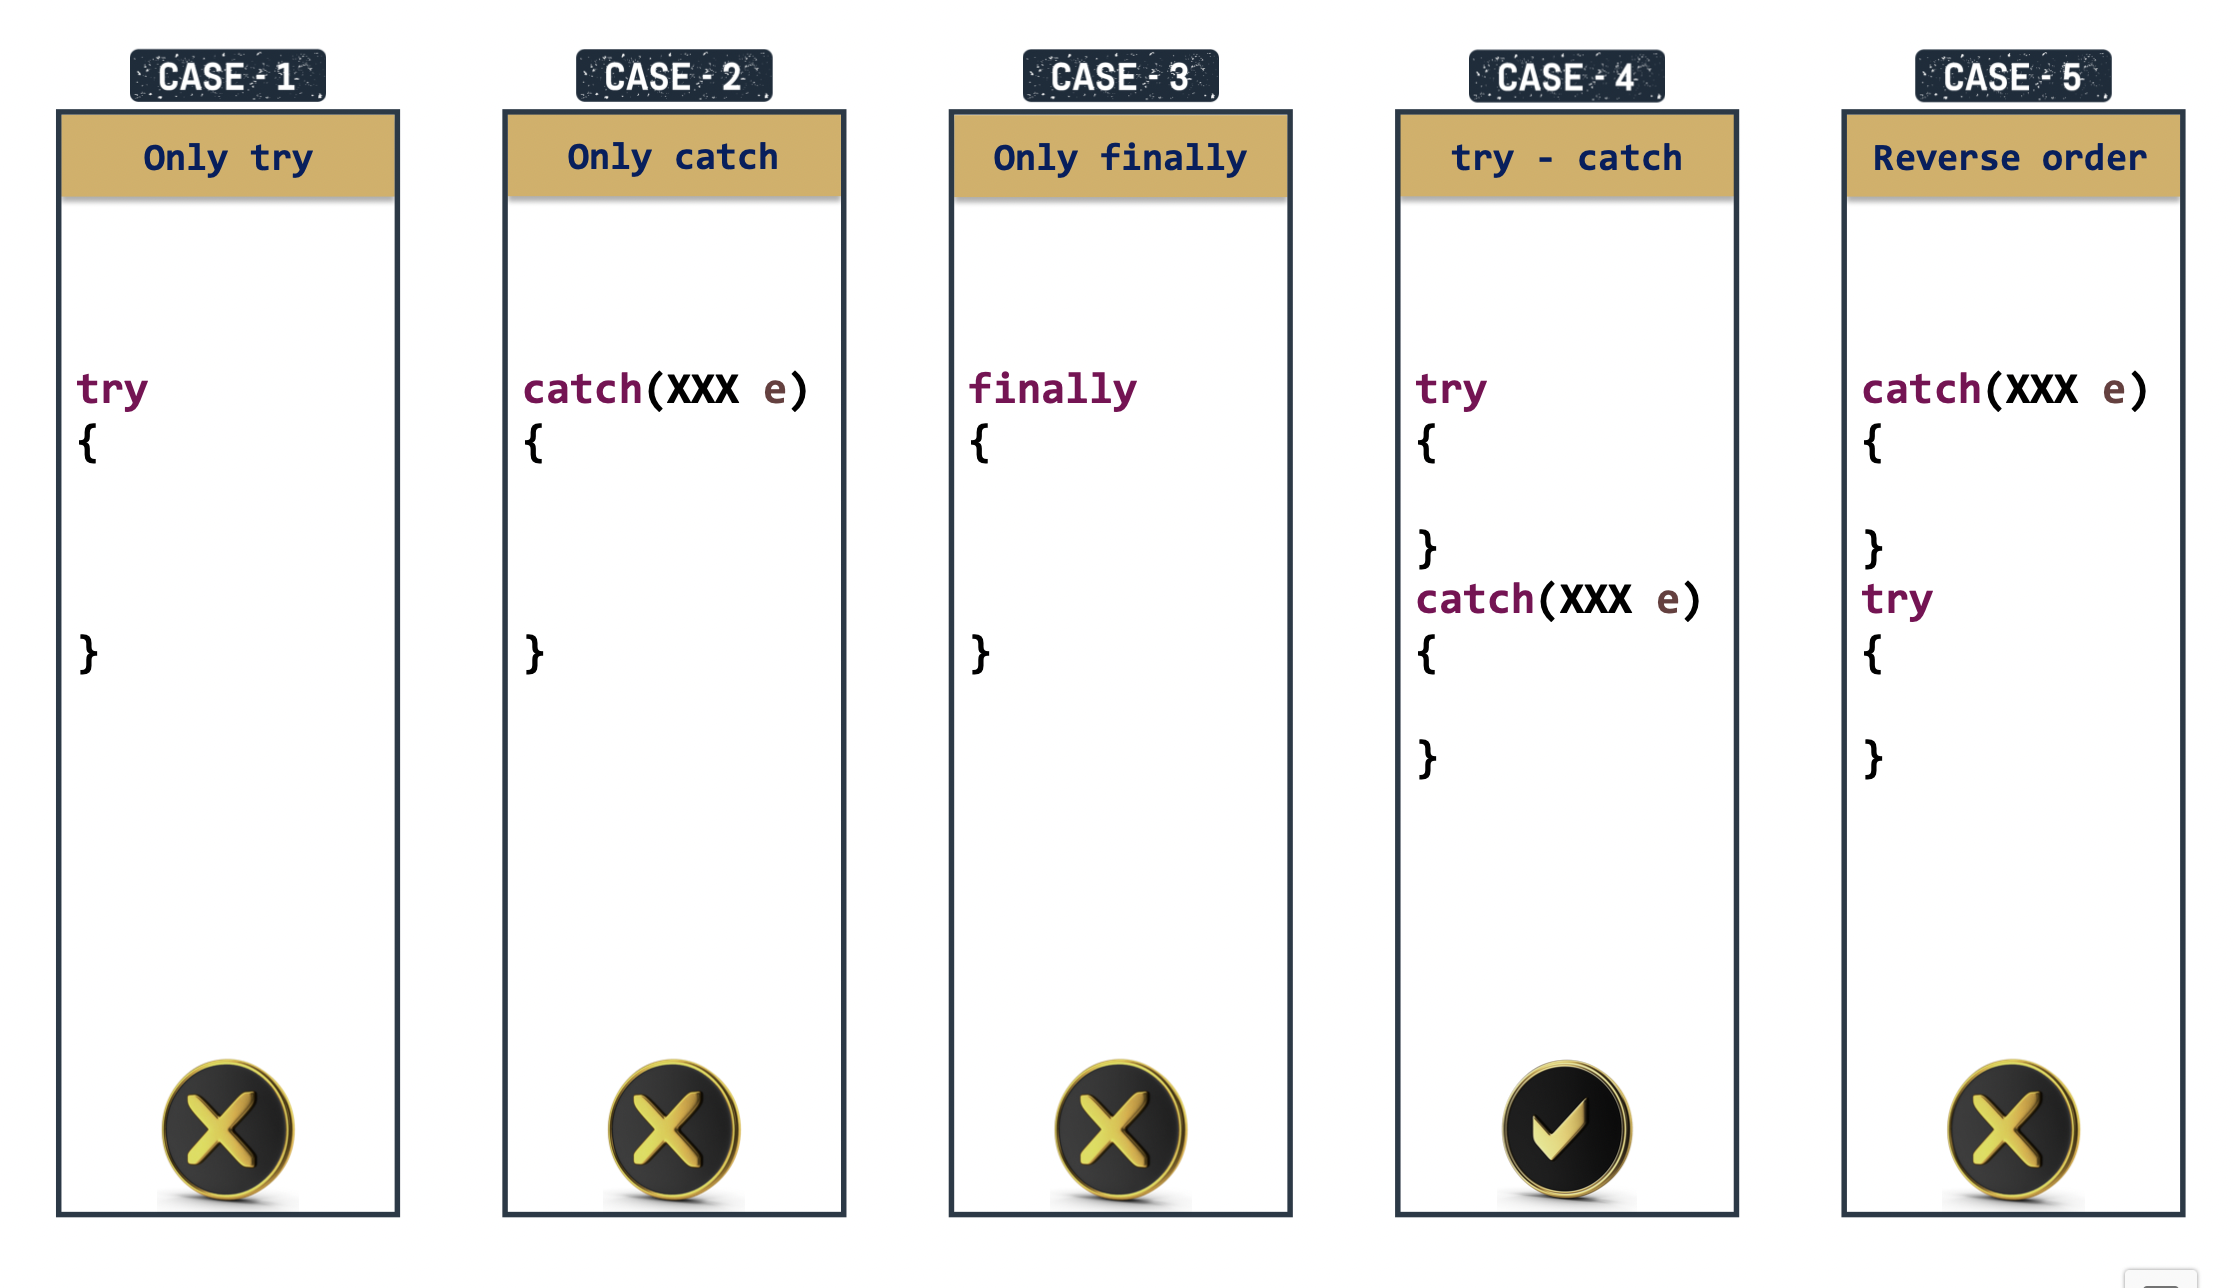 CASE - 1
Only try
try
{
}
CASE - 2
Only catch
catch(XXX e)
{
}
CASE - 3
Only finally
finally
{
}
CASE - 4
try - catch
try
{
}
catch(XXX e)
{
}
CASE - 5
Reverse order
catch(XXX e)
{
}
try
{
}